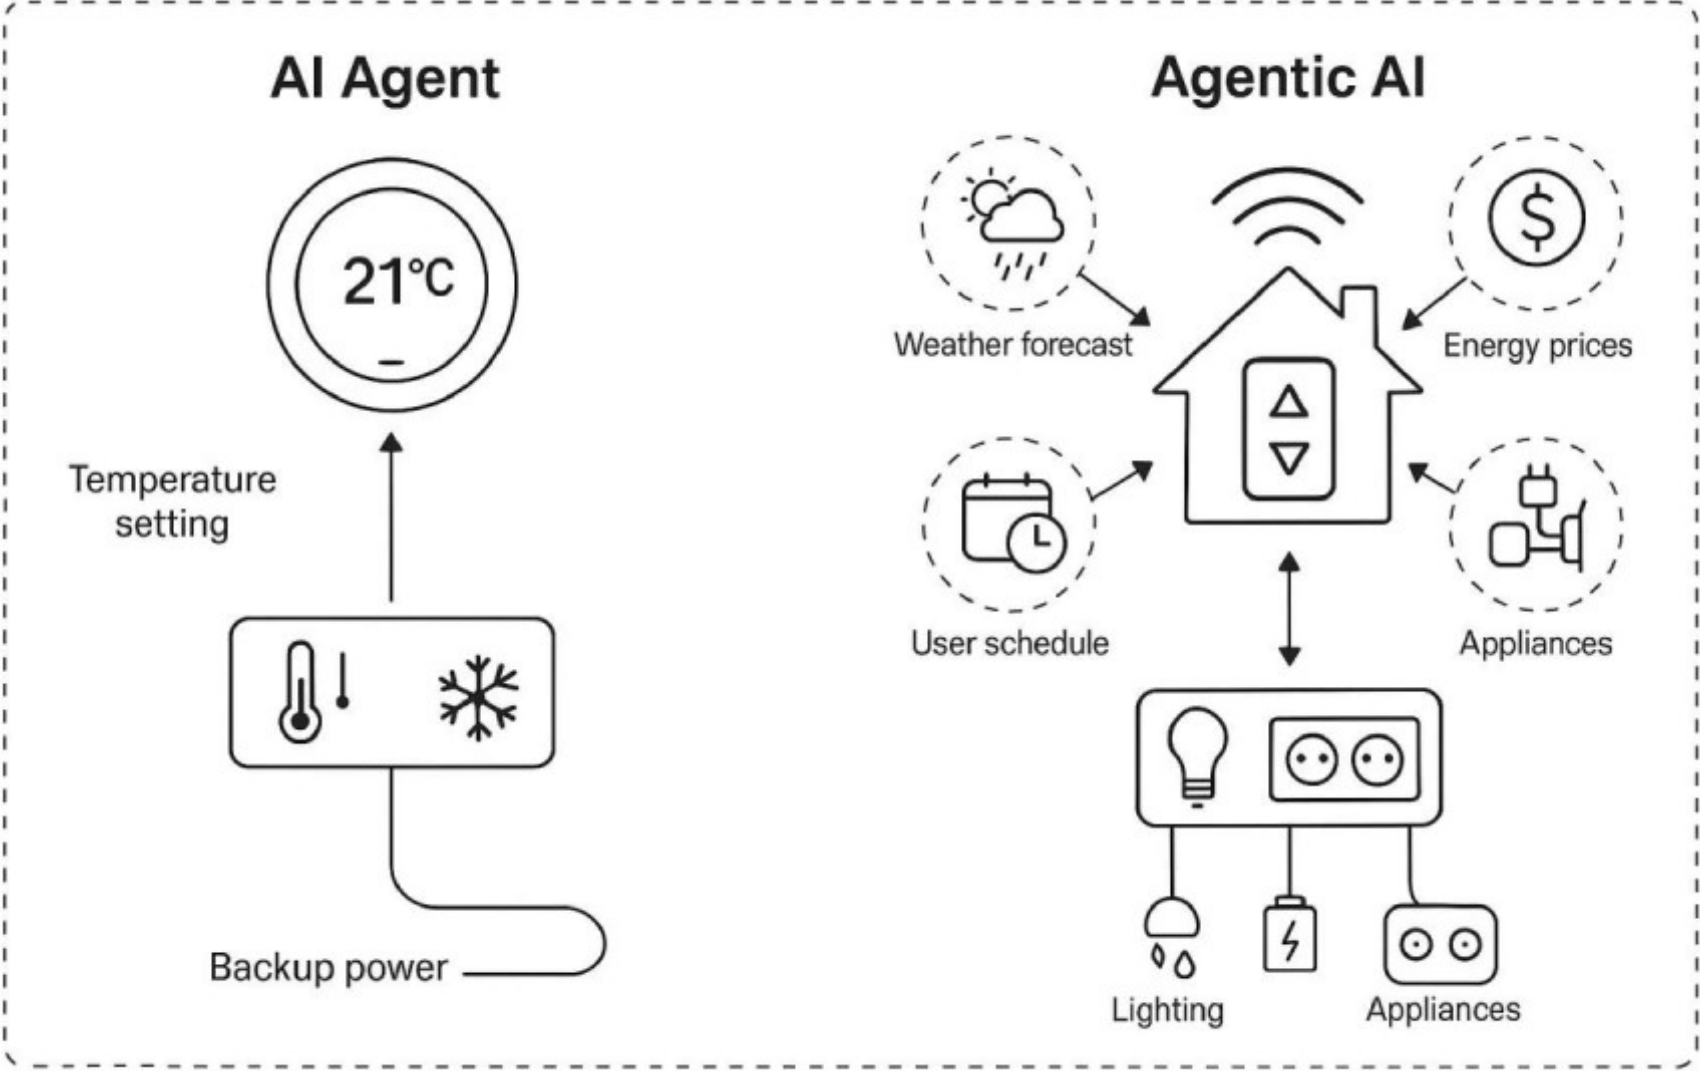 AI Agent
21°C
Temperature
setting
Backup power
Agentic AI
$
Weather forecast
Energy prices
User schedule
Appliances
Lighting
Appliances